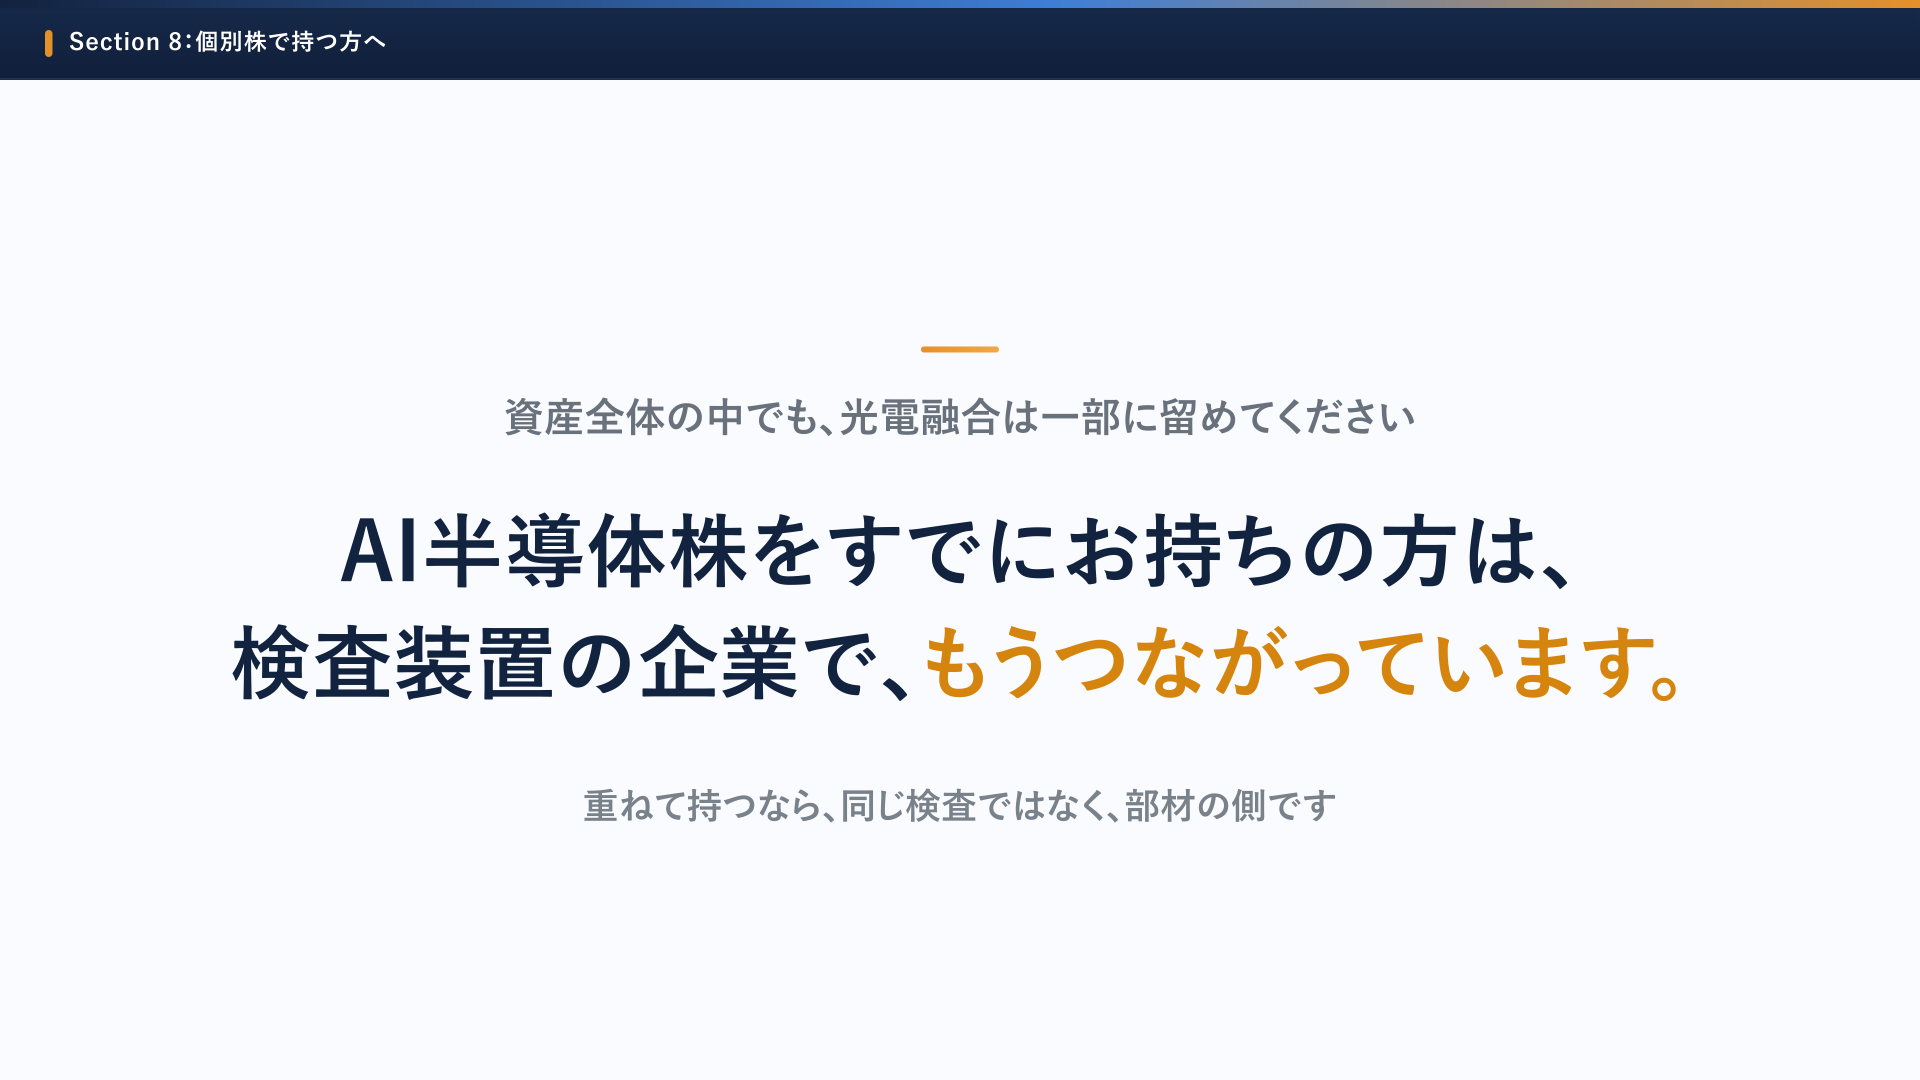 Section 8：個別株で持つ方へ
資産全体の中でも、光電融合は一部に留めてください
AI半導体株をすでにお持ちの方は、
検査装置の企業で、もうつながっています。
重ねて持つなら、同じ検査ではなく、部材の側です